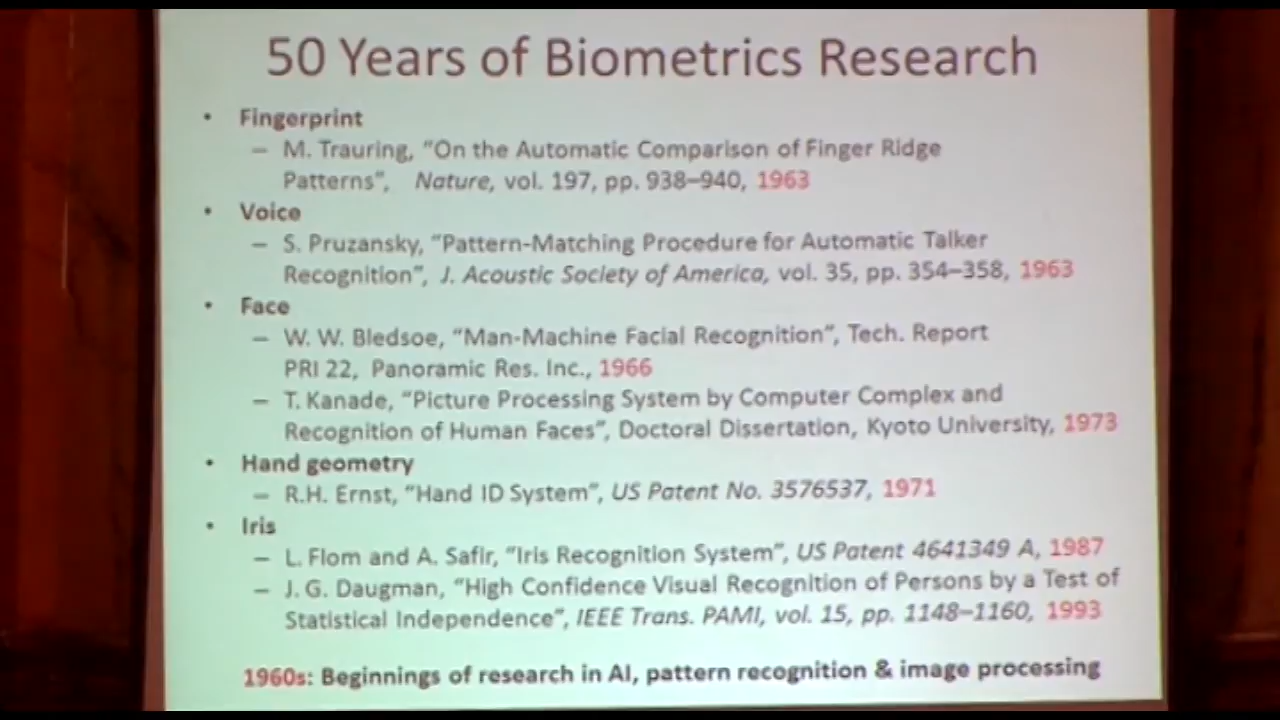 50 Years of Biometrics Research
• Fingerprint
– M. Trauring, "On the Automatic Comparison of Finger Ridge
Patterns", Nature, vol. 197, pp. 938–940, 1963
• Voice
– S. Pruzansky, "Pattern-Matching Procedure for Automatic Talker
Recognition", J. Acoustic Society of America, vol. 35, pp. 354–358, 1963
• Face
– W. W. Bledsoe, "Man-Machine Facial Recognition", Tech. Report
PRI 22, Panoramic Res. Inc., 1966
– T. Kanade, "Picture Processing System by Computer Complex and
Recognition of Human Faces", Doctoral Dissertation, Kyoto University, 1973
• Hand geometry
– R.H. Ernst, "Hand ID System", US Patent No. 3576537, 1971
• Iris
– L. Flom and A. Safir, "Iris Recognition System", US Patent 4641349 A, 1987
– J. G. Daugman, "High Confidence Visual Recognition of Persons by a Test of
Statistical Independence", IEEE Trans. PAMI, vol. 15, pp. 1148–1160, 1993
1960s: Beginnings of research in AI, pattern recognition & image processing